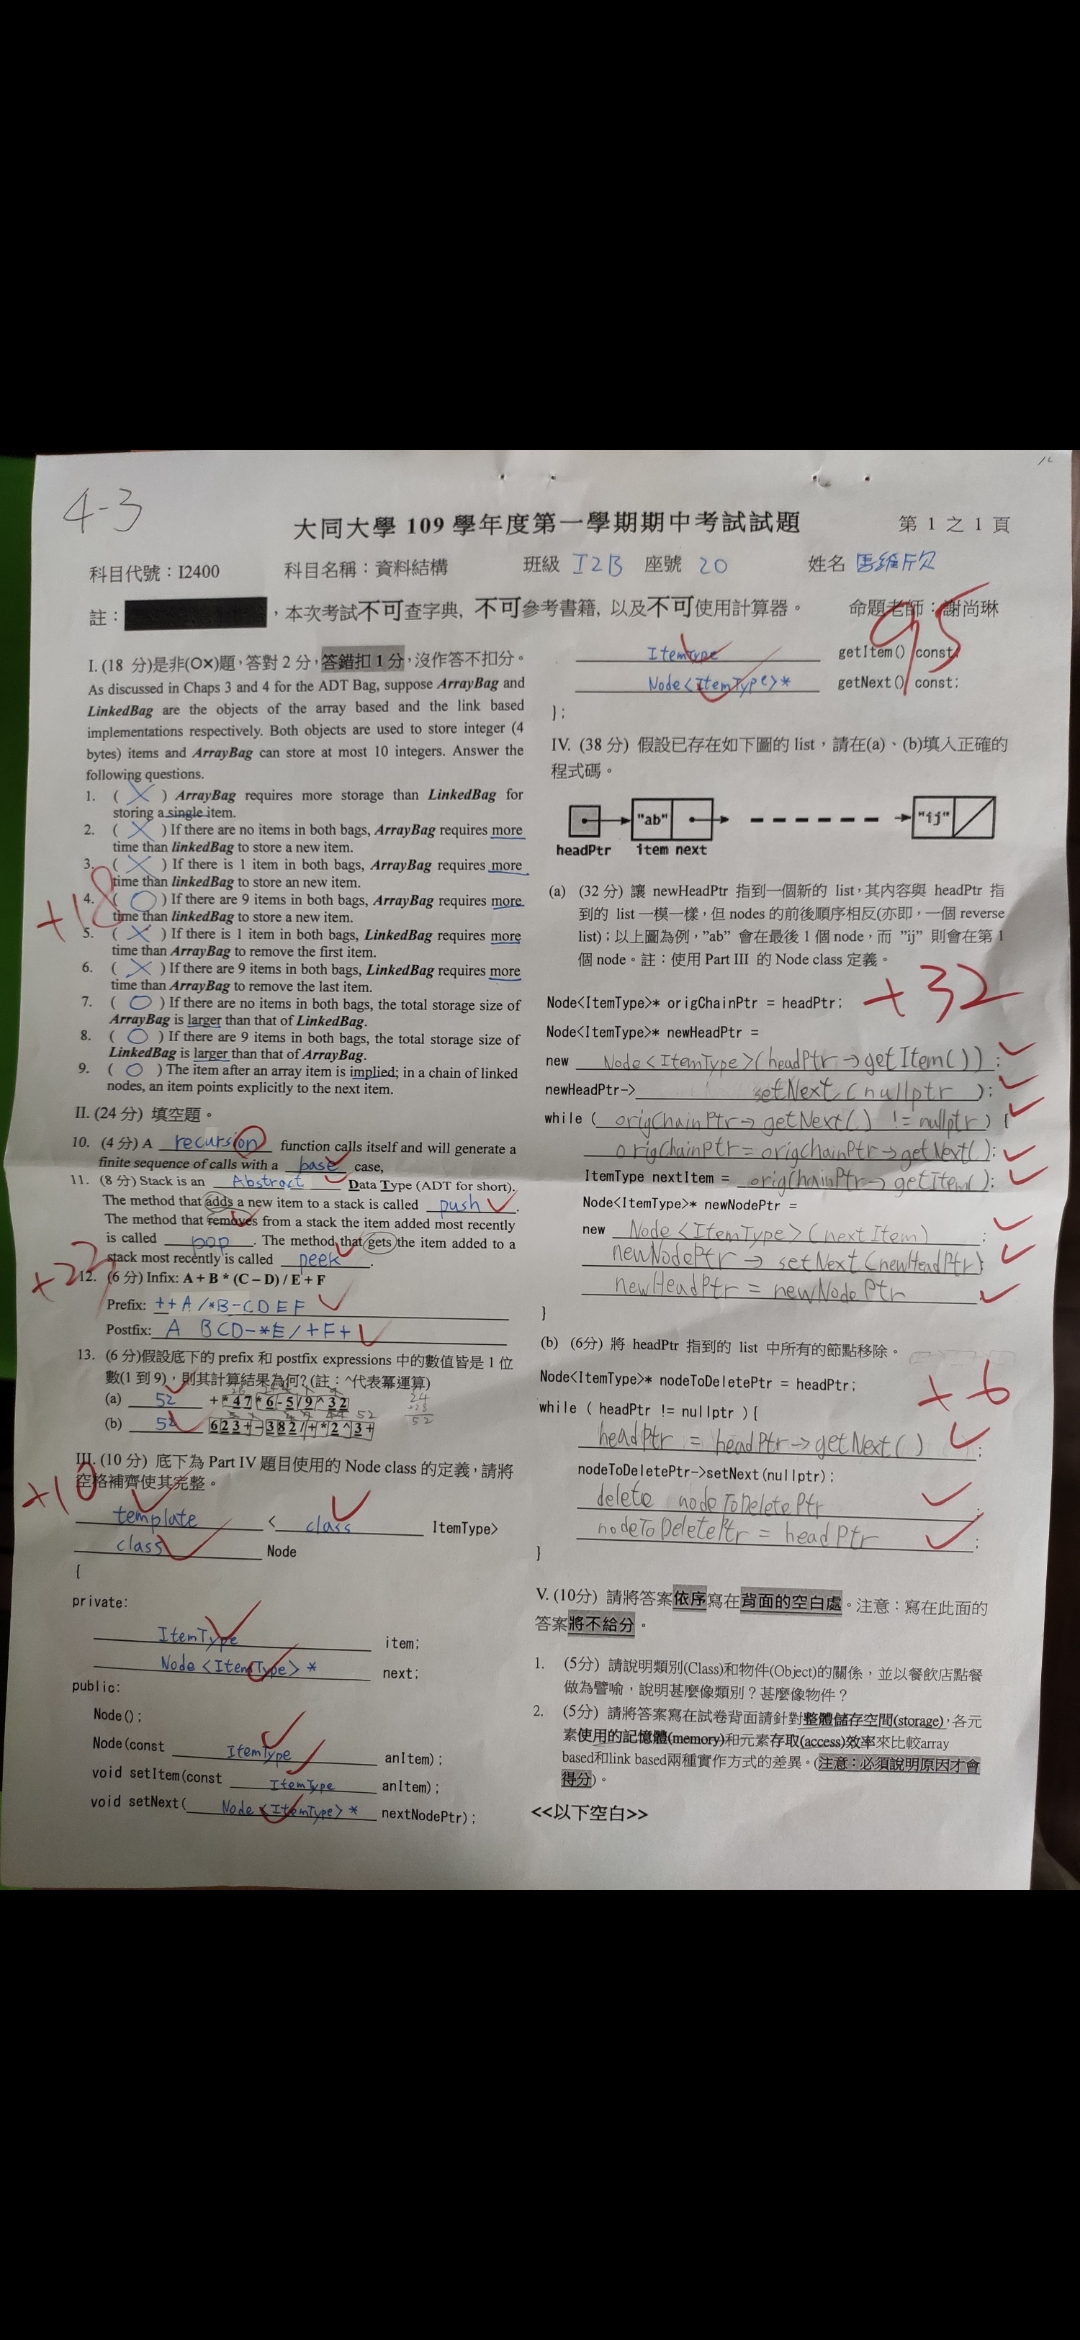 4-3
大同大學 109 學年度第一學期期中考試試題
第 1 之 1 頁
科目代號：I2400 科目名稱：資料結構 班級 I2B 座號 20 姓名
註： ，本次考試不可查字典, 不可參考書籍, 以及不可使用計算器。 命題老師：謝尚琳
95
I. (18 分)是非(O×)題，答對 2 分，答錯扣 1 分，沒作答不扣分。
As discussed in Chaps 3 and 4 for the ADT Bag, suppose ArrayBag and
LinkedBag are the objects of the array based and the link based
implementations respectively. Both objects are used to store integer (4
bytes) items and ArrayBag can store at most 10 integers. Answer the
following questions.
1. ( X ) ArrayBag requires more storage than LinkedBag for
storing a single item.
2. ( X ) If there are no items in both bags, ArrayBag requires more
time than linkedBag to store a new item.
3. ( X ) If there is 1 item in both bags, ArrayBag requires more
time than linkedBag to store an new item.
4. ( O ) If there are 9 items in both bags, ArrayBag requires more
time than linkedBag to store a new item.
+18
5. ( X ) If there is 1 item in both bags, LinkedBag requires more
time than ArrayBag to remove the first item.
6. ( X ) If there are 9 items in both bags, LinkedBag requires more
time than ArrayBag to remove the last item.
7. ( O ) If there are no items in both bags, the total storage size of
ArrayBag is larger than that of LinkedBag.
8. ( O ) If there are 9 items in both bags, the total storage size of
LinkedBag is larger than that of ArrayBag.
9. ( O ) The item after an array item is implied; in a chain of linked
nodes, an item points explicitly to the next item.
II. (24 分) 填空題。
10. (4 分) A recursion function calls itself and will generate a
finite sequence of calls with a base case,
11. (8 分) Stack is an Abstract Data Type (ADT for short).
The method that adds a new item to a stack is called push.
The method that removes from a stack the item added most recently
is called pop. The method that gets the item added to a
stack most recently is called peek.
12. (6 分) Infix: A + B * (C – D) / E + F
Prefix: ++A/*B-CDEF
Postfix: A BCD-*E/+F+
13. (6 分)假設底下的 prefix 和 postfix expressions 中的數值皆是 1 位
數(1 到 9)，則其計算結果為何? (註：^代表冪運算)
(a) 52 + * 4 7 * 6 - 5 / 9 ^ 3 2
(b) 52 6 2 3 + - 3 8 2 / + * 2 ^ 3 +
III. (10 分) 底下為 Part IV 題目使用的 Node class 的定義，請將
空格補齊使其完整。
+10
template < class ItemType>
class Node
{
private:
ItemType item;
Node<ItemType>* next;
public:
Node();
Node(const ItemType anItem);
void setItem(const ItemType anItem);
void setNext( Node<ItemType>* nextNodePtr);
ItemType getItem() const;
Node<ItemType>* getNext() const;
};
IV. (38 分) 假設已存在如下圖的 list，請在(a)、(b)填入正確的
程式碼。
"ab" "ij"
headPtr item next
(a) (32 分) 讓 newHeadPtr 指到一個新的 list，其內容與 headPtr 指
到的 list 一模一樣，但 nodes 的前後順序相反(亦即，一個 reverse
list)；以上圖為例，"ab" 會在最後 1 個 node，而 "ij" 則會在第 1
個 node。註：使用 Part III 的 Node class 定義。
+32
Node<ItemType>* origChainPtr = headPtr;
Node<ItemType>* newHeadPtr =
new Node<ItemType>(headPtr→getItem());
newHeadPtr-> setNext(nullptr);
while ( origChainPtr→getNext() != nullptr) {
origChainPtr = origChainPtr→getNext();
ItemType nextItem = origChainPtr→getItem();
Node<ItemType>* newNodePtr =
new Node<ItemType>(nextItem);
newNodePtr → setNext(newHeadPtr);
newHeadPtr = newNodePtr
}
(b) (6分) 將 headPtr 指到的 list 中所有的節點移除。
+6
Node<ItemType>* nodeToDeletePtr = headPtr;
while ( headPtr != nullptr ) {
headPtr = headPtr→getNext() ;
nodeToDeletePtr->setNext(nullptr);
delete nodeToDeletePtr ;
nodeToDeletePtr = headPtr ;
}
V. (10分) 請將答案依序寫在背面的空白處。注意：寫在此面的
答案將不給分。
1. (5分) 請說明類別(Class)和物件(Object)的關係，並以餐飲店點餐
做為譬喻，說明甚麼像類別？甚麼像物件？
2. (5分) 請將答案寫在試卷背面請針對整體儲存空間(storage)，各元
素使用的記憶體(memory)和元素存取(access)效率來比較array
based和link based兩種實作方式的差異。(注意：必須說明原因才會
得分)。
<<以下空白>>